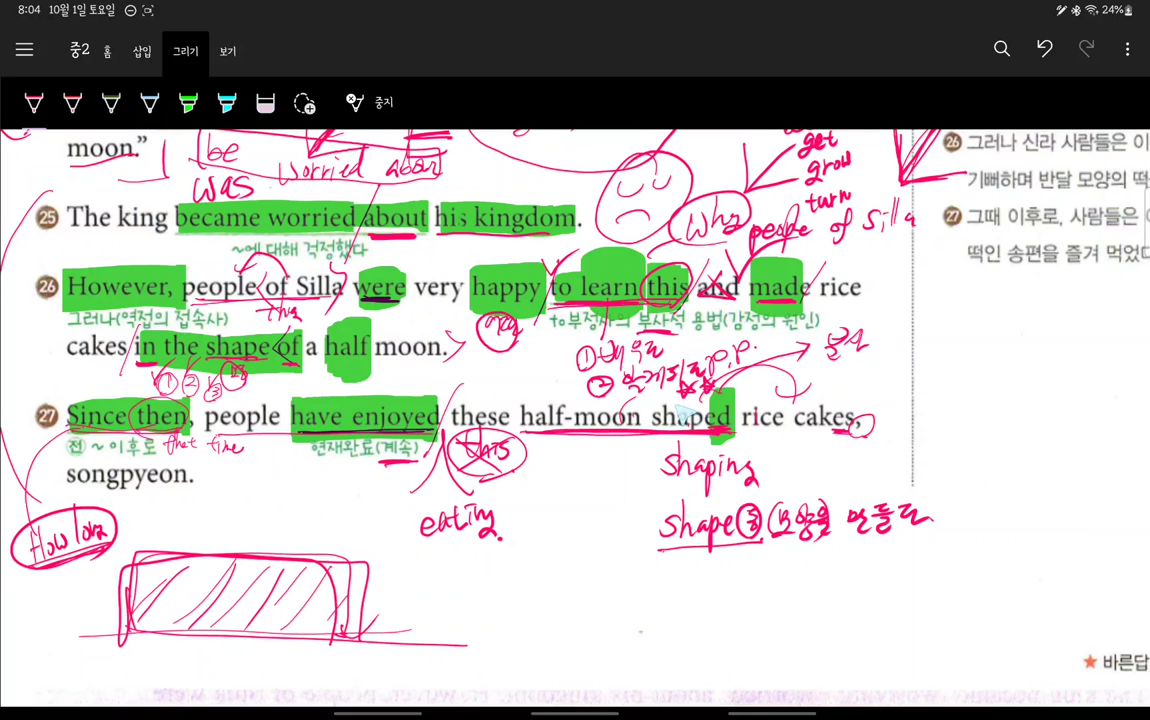 8:04 10월 1일 토요일 24%
중2 홈 삽입 그리기 보기
중지
moon."
be
worried about
was
get
grow
turn
why
people of Silla
㉖ 그러나 신라 사람들은 이
기뻐하며 반달 모양의 떡
㉗ 그때 이후로, 사람들은
떡인 송편을 즐겨 먹었다
㉕ The king became worried about his kingdom.
~에 대해 걱정했다
㉖ However, people of Silla were very happy to learn this and made rice
그러나(역접의 접속사)
to부정사의 부사적 용법(감정의 원인)
cakes in the shape of a half moon.
① ② ③
① 배우다
② 알게되다
p.p.
분사
㉗ Since then, people have enjoyed these half-moon shaped rice cakes,
전 ~ 이후로 that time
현재완료(계속)
this
songpyeon.
shaping
eating
shape 동 (모양을) 만들다
How long
★ 바른답